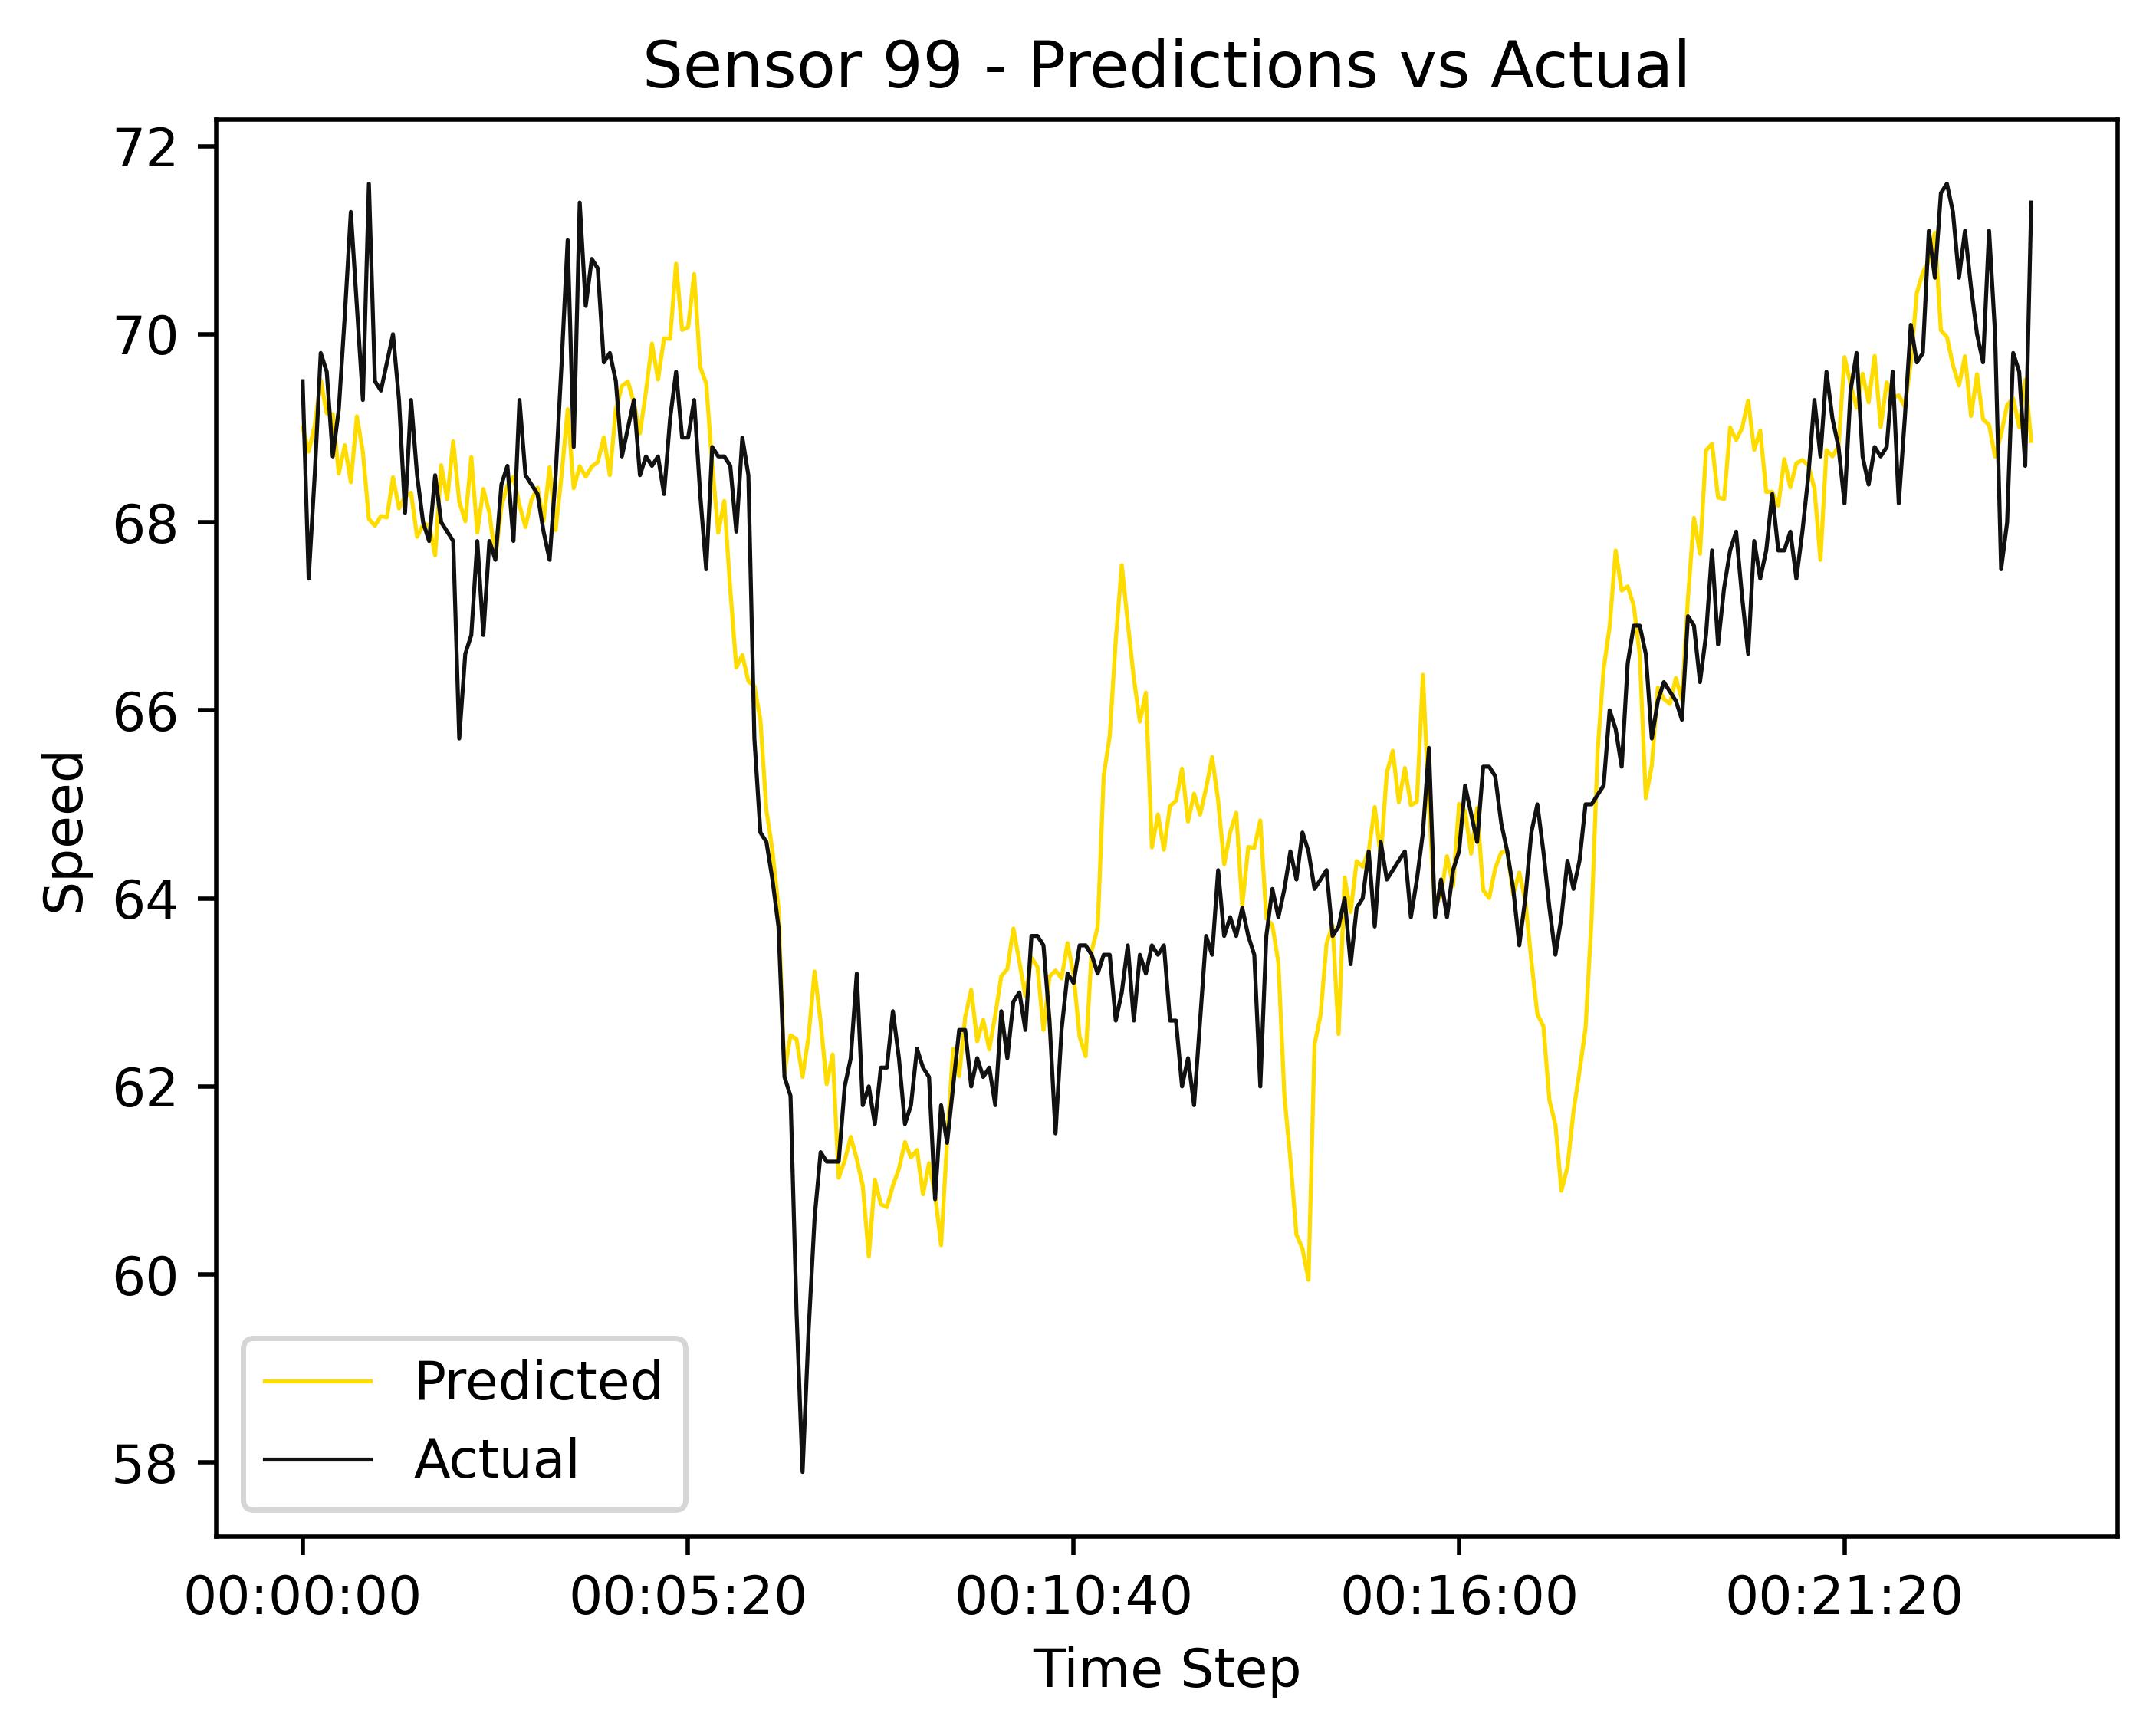 Sensor 99 - Predictions vs Actual
72
70
68
66
64
62
60
58
Speed
Predicted
Actual
00:00:00 00:05:20 00:10:40 00:16:00 00:21:20
Time Step